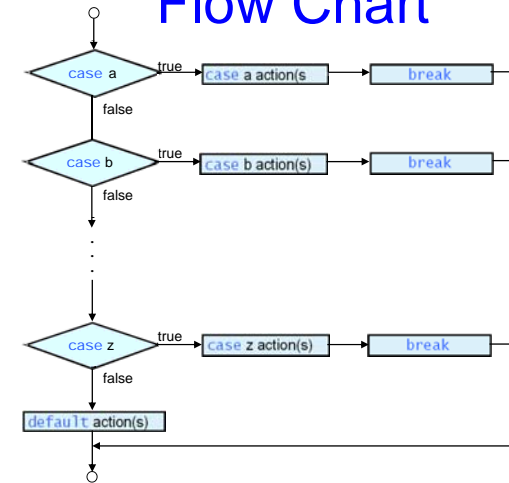 Flow Chart
case a
true
case a action(s
break
false
case b
true
case b action(s)
break
false
.
.
.
case z
true
case z action(s)
break
false
default action(s)